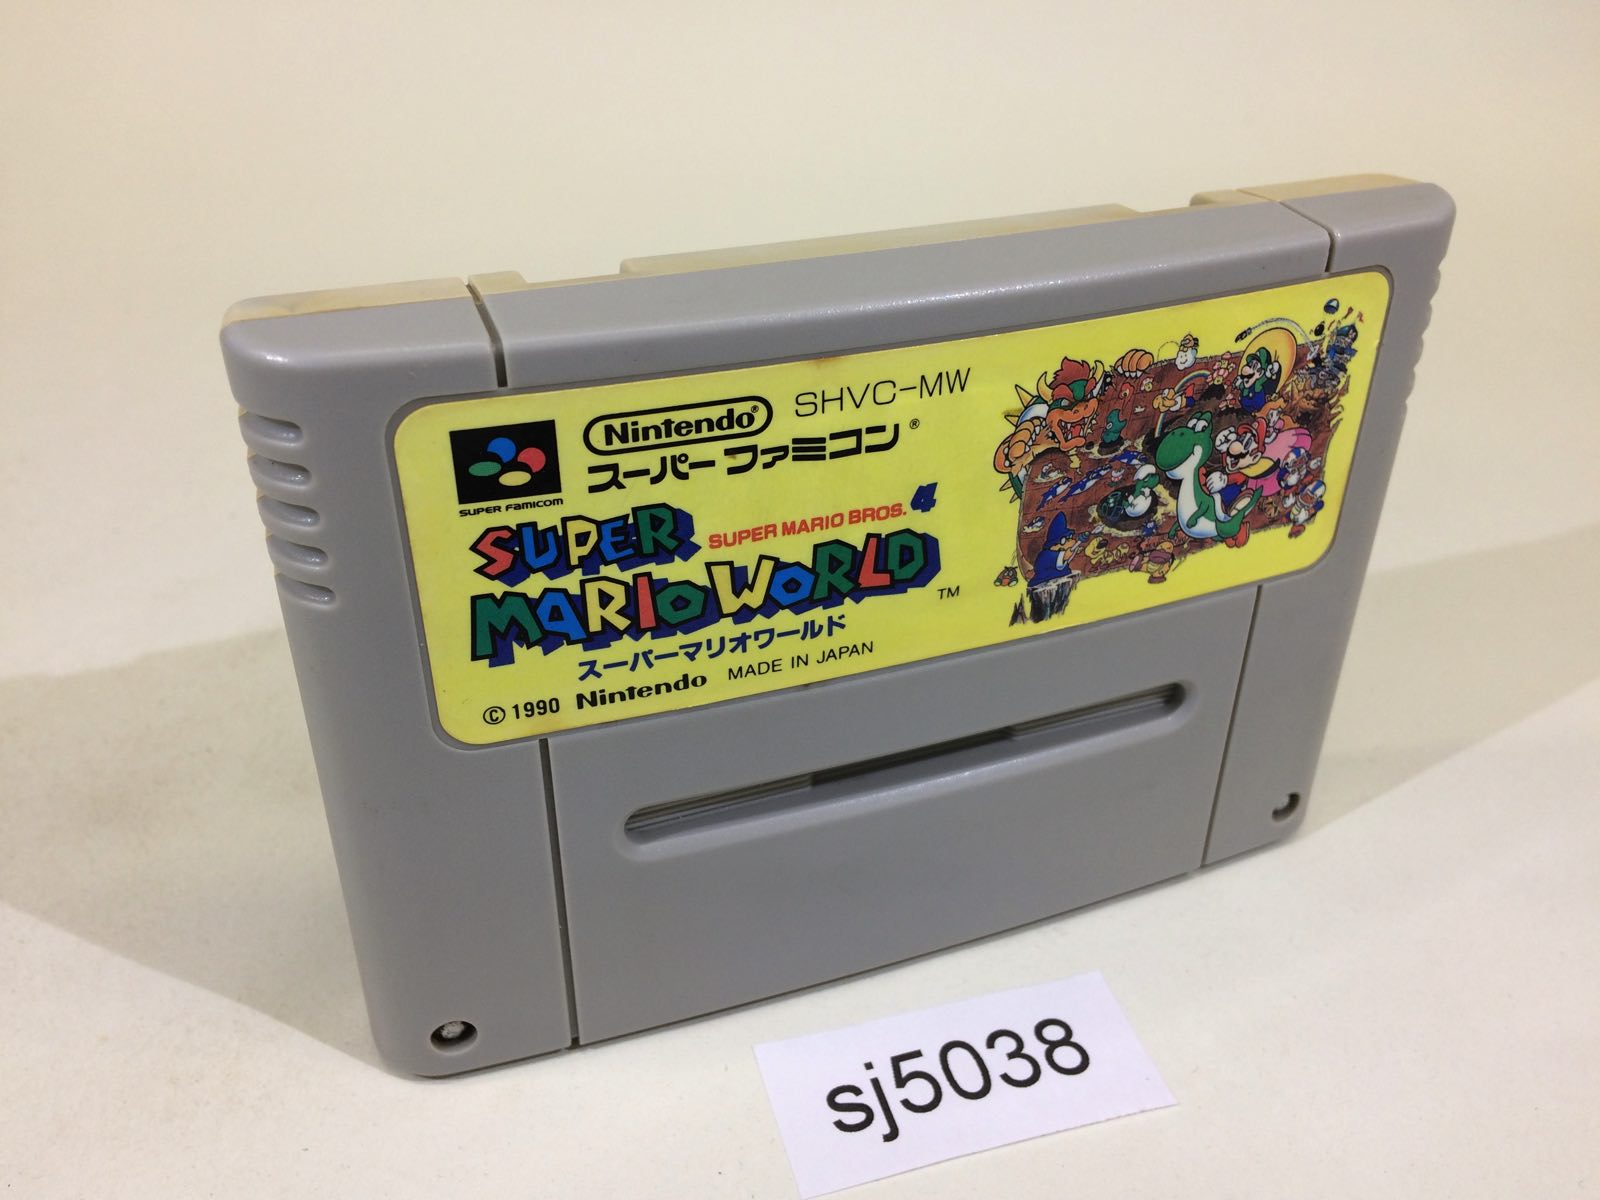 Nintendo® SHVC-MW
スーパーファミコン®
SUPER FAMICOM
SUPER MARIO BROS. 4
SUPER
MARIO WORLD ™
スーパーマリオワールド
© 1990 Nintendo MADE IN JAPAN
sj5038